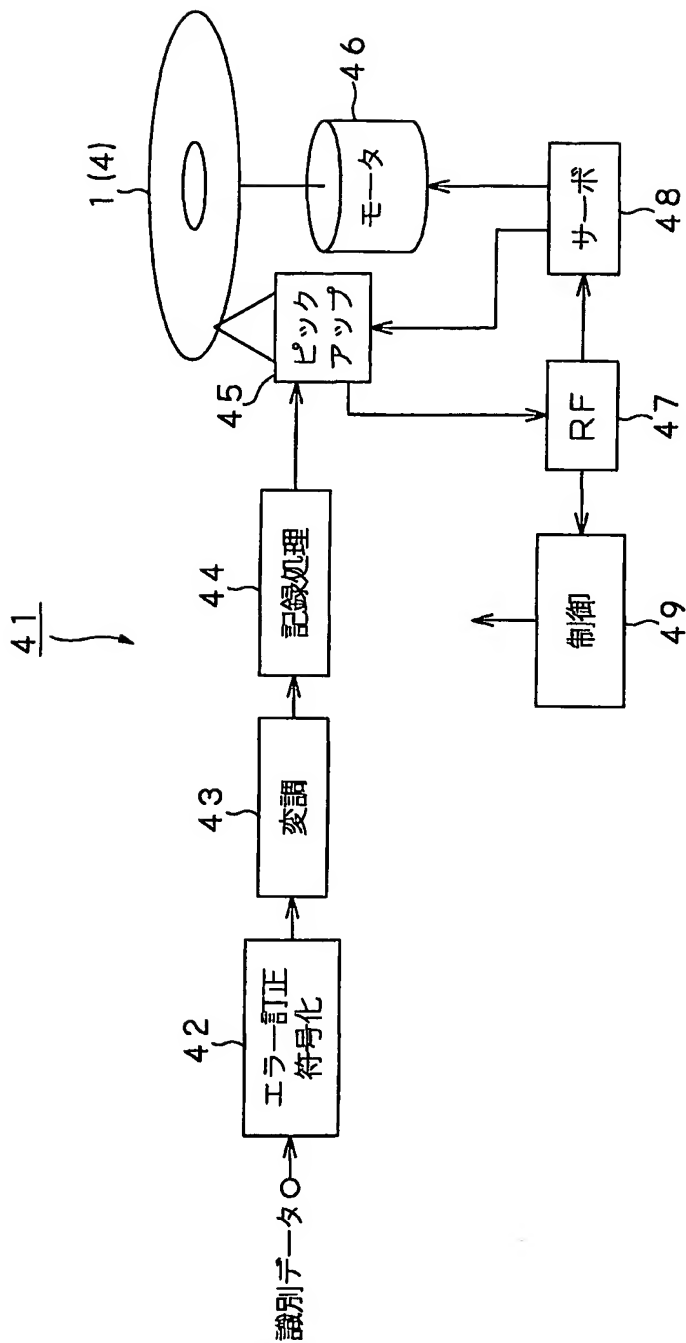 41
1(4)
46
モータ
45
ピック
アップ
44
記録処理
43
変調
42
エラー訂正
符号化
識別データ
サーボ
48
RF
47
制御
49